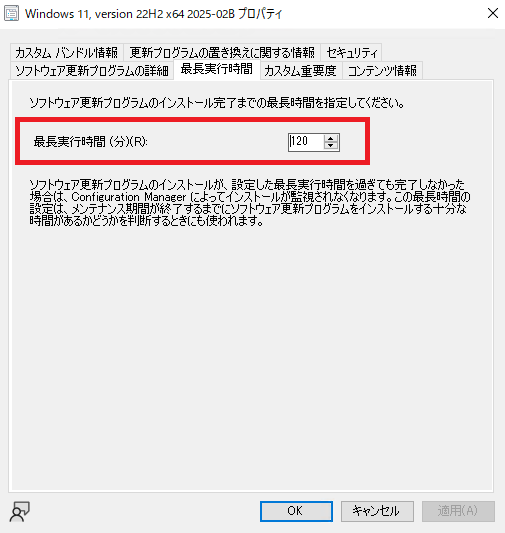 Windows 11, version 22H2 x64 2025-02B プロパティ
カスタム バンドル情報 更新プログラムの置き換えに関する情報 セキュリティ
ソフトウェア更新プログラムの詳細 最長実行時間 カスタム重要度 コンテンツ情報
ソフトウェア更新プログラムのインストール完了までの最長時間を指定してください。
最長実行時間 (分)(R): 120
ソフトウェア更新プログラムのインストールが、設定した最長実行時間を過ぎても完了しなかった
場合は、Configuration Manager によってインストールが監視されなくなります。この最長時間の
設定は、メンテナンス期間が終了するまでにソフトウェア更新プログラムをインストールする十分な
時間があるかどうかを判断するときにも使われます。
OK キャンセル 適用(A)